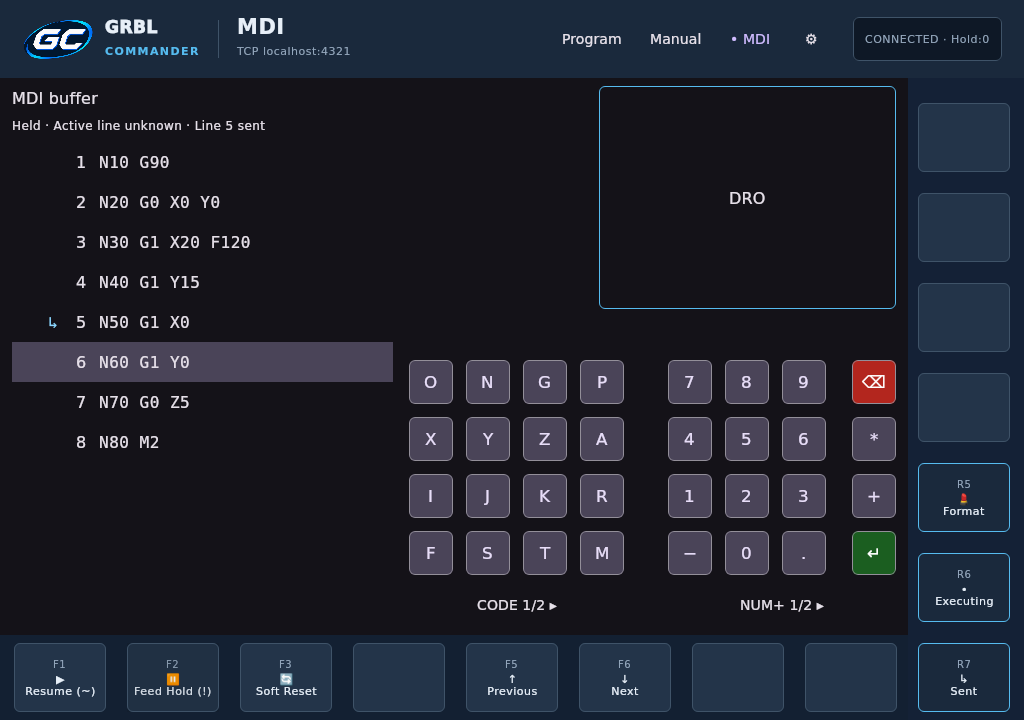 GC
GRBL
COMMANDER
MDI
TCP localhost:4321
Program
Manual
• MDI
⚙
CONNECTED · Hold:0
MDI buffer
Held · Active line unknown · Line 5 sent
1 N10 G90
2 N20 G0 X0 Y0
3 N30 G1 X20 F120
4 N40 G1 Y15
↳ 5 N50 G1 X0
6 N60 G1 Y0
7 N70 G0 Z5
8 N80 M2
DRO
O N G P 7 8 9 ⌫
X Y Z A 4 5 6 *
I J K R 1 2 3 +
F S T M − 0 . ↵
CODE 1/2 ▸
NUM+ 1/2 ▸
R5
Format
R6
•
Executing
F1
▶
Resume (~)
F2
⏸
Feed Hold (!)
F3
🔄
Soft Reset
F5
↑
Previous
F6
↓
Next
R7
↳
Sent